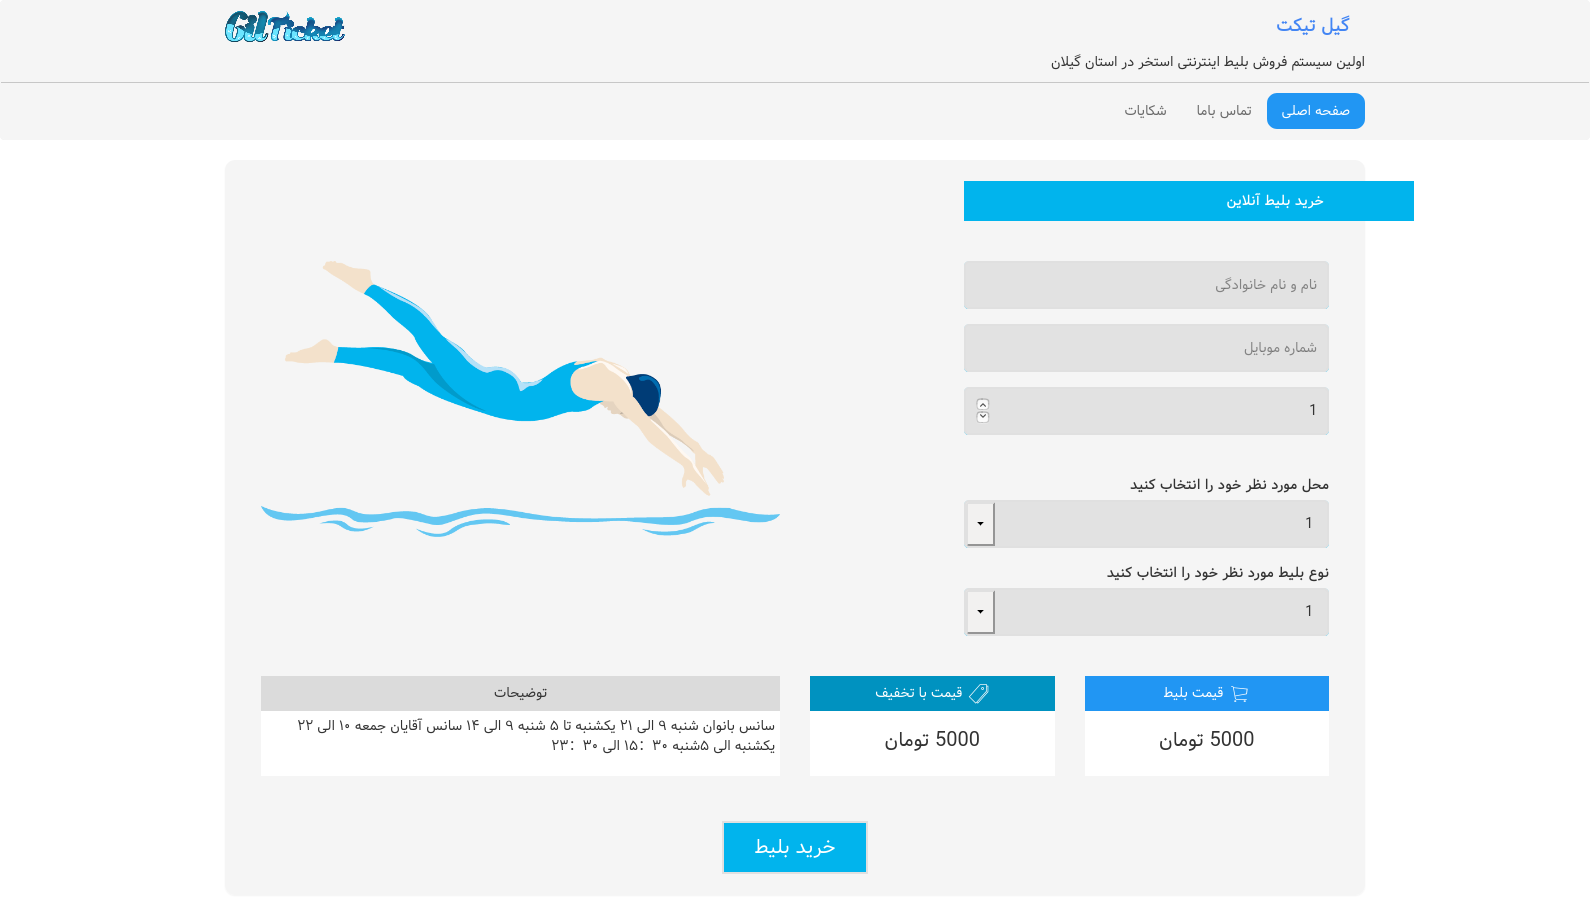 گیل تیکت
GilTicket
اولین سیستم فروش بلیط اینترنتی استخر در استان گیلان
صفحه اصلی
تماس باما
شکایات
خرید بلیط آنلاین
نام و نام خانوادگی
شماره موبایل
1
محل مورد نظر خود را انتخاب کنید
1
نوع بلیط مورد نظر خود را انتخاب کنید
1
قیمت بلیط
5000 تومان
قیمت با تخفیف
5000 تومان
توضیحات
سانس بانوان شنبه ۹ الی ۲۱ یکشنبه تا ۵ شنبه ۹ الی ۱۴ سانس آقایان جمعه ۱۰ الی ۲۲
یکشنبه الی ۵شنبه ۳۰ :۱۵ الی ۳۰ :۲۳
خرید بلیط